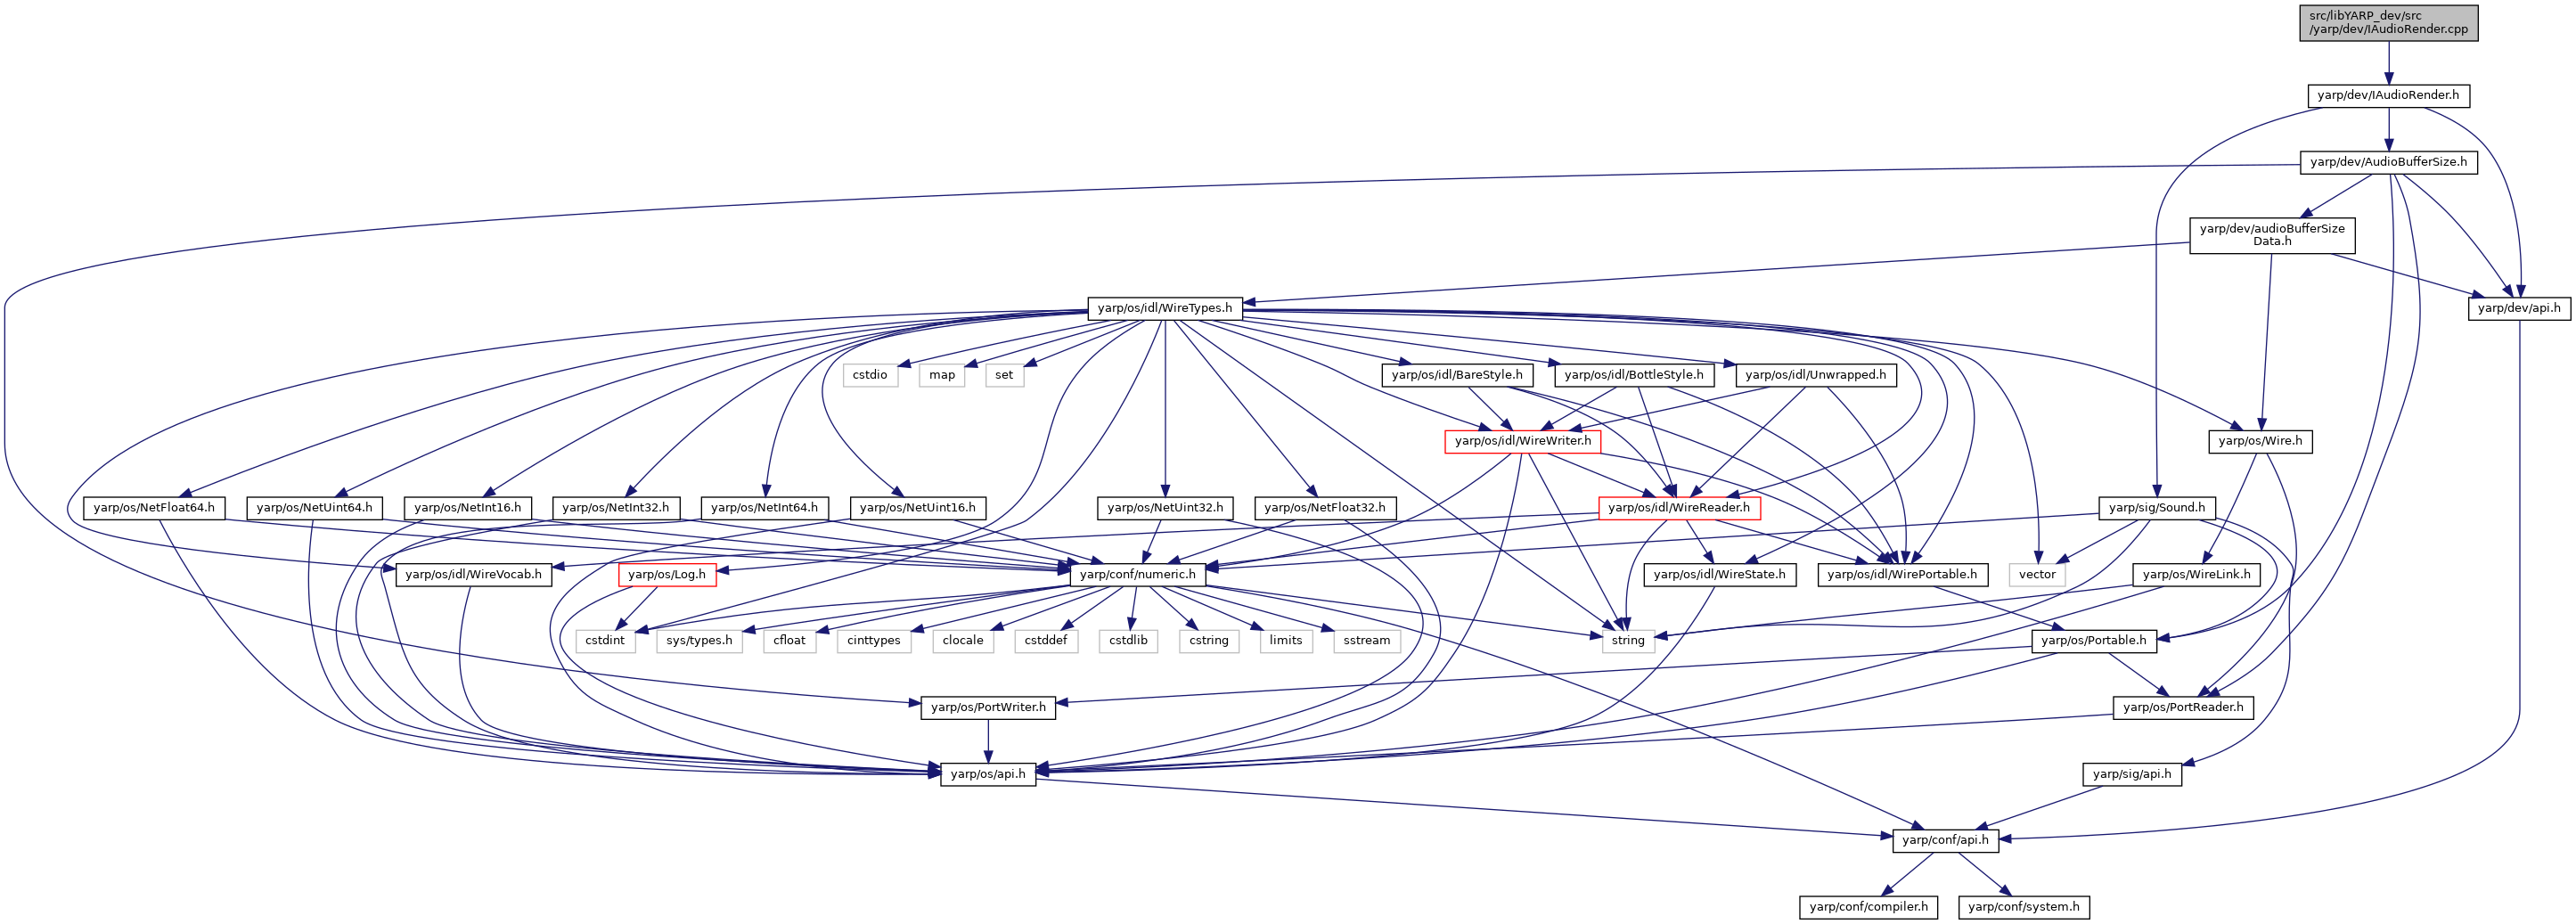 src/libYARP_dev/src
/yarp/dev/IAudioRender.cpp
yarp/dev/IAudioRender.h
yarp/dev/AudioBufferSize.h
yarp/dev/audioBufferSize
Data.h
yarp/os/idl/WireTypes.h
yarp/dev/api.h
cstdio
map
set
yarp/os/idl/BareStyle.h
yarp/os/idl/BottleStyle.h
yarp/os/idl/Unwrapped.h
yarp/os/idl/WireWriter.h
yarp/os/Wire.h
yarp/os/NetFloat64.h
yarp/os/NetUint64.h
yarp/os/NetInt16.h
yarp/os/NetInt32.h
yarp/os/NetInt64.h
yarp/os/NetUint16.h
yarp/os/NetUint32.h
yarp/os/NetFloat32.h
yarp/os/idl/WireReader.h
yarp/sig/Sound.h
yarp/os/idl/WireVocab.h
yarp/os/Log.h
yarp/conf/numeric.h
yarp/os/idl/WireState.h
yarp/os/idl/WirePortable.h
vector
yarp/os/WireLink.h
cstdint
sys/types.h
cfloat
cinttypes
clocale
cstddef
cstdlib
cstring
limits
sstream
string
yarp/os/Portable.h
yarp/os/PortWriter.h
yarp/os/PortReader.h
yarp/os/api.h
yarp/sig/api.h
yarp/conf/api.h
yarp/conf/compiler.h
yarp/conf/system.h